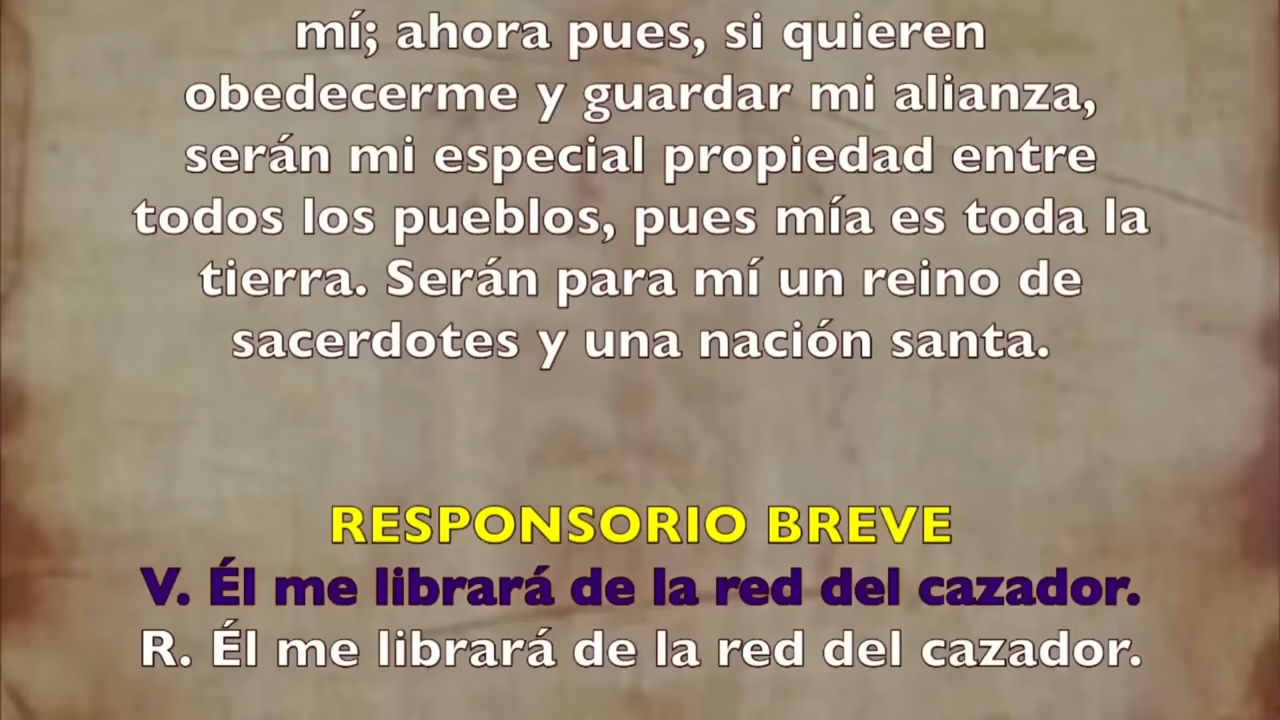 mí; ahora pues, si quieren
obedecerme y guardar mi alianza,
serán mi especial propiedad entre
todos los pueblos, pues mía es toda la
tierra. Serán para mí un reino de
sacerdotes y una nación santa.
RESPONSORIO BREVE
V. Él me librará de la red del cazador.
R. Él me librará de la red del cazador.